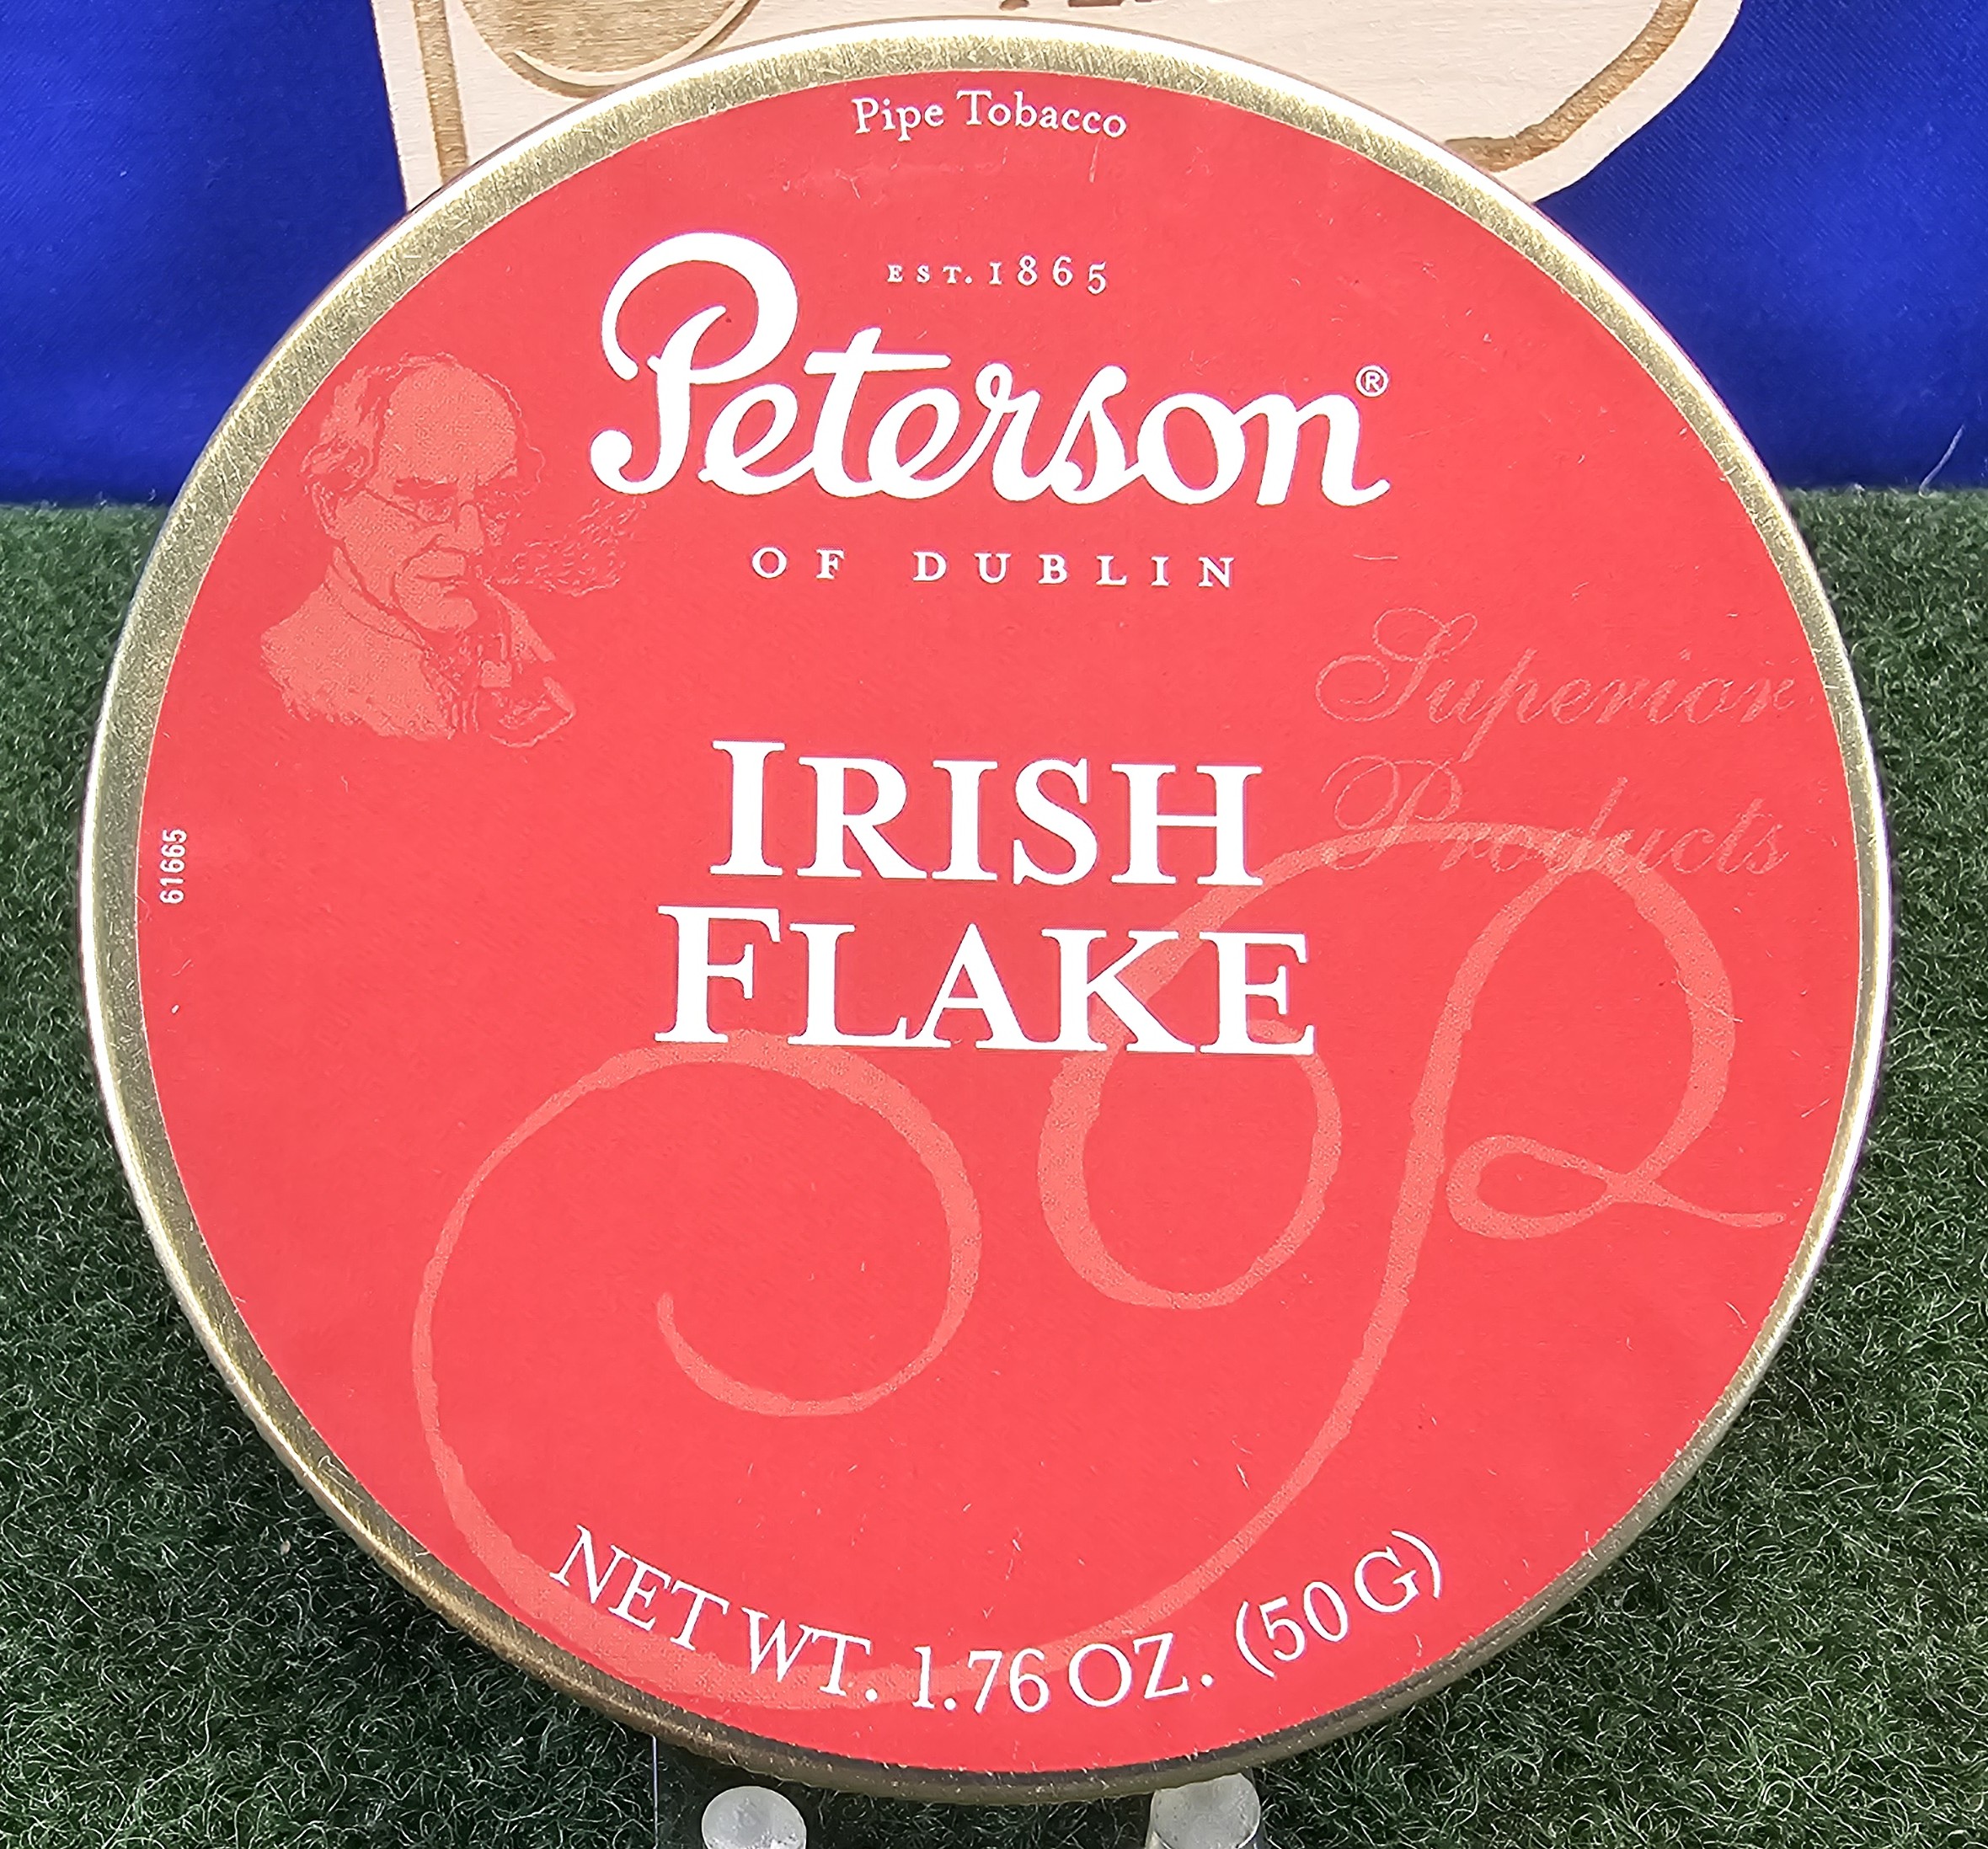 Pipe Tobacco
EST. 1865
Peterson®
OF DUBLIN
Superior
Products
IRISH
FLAKE
61665
NET WT. 1.76 OZ. (50 G)